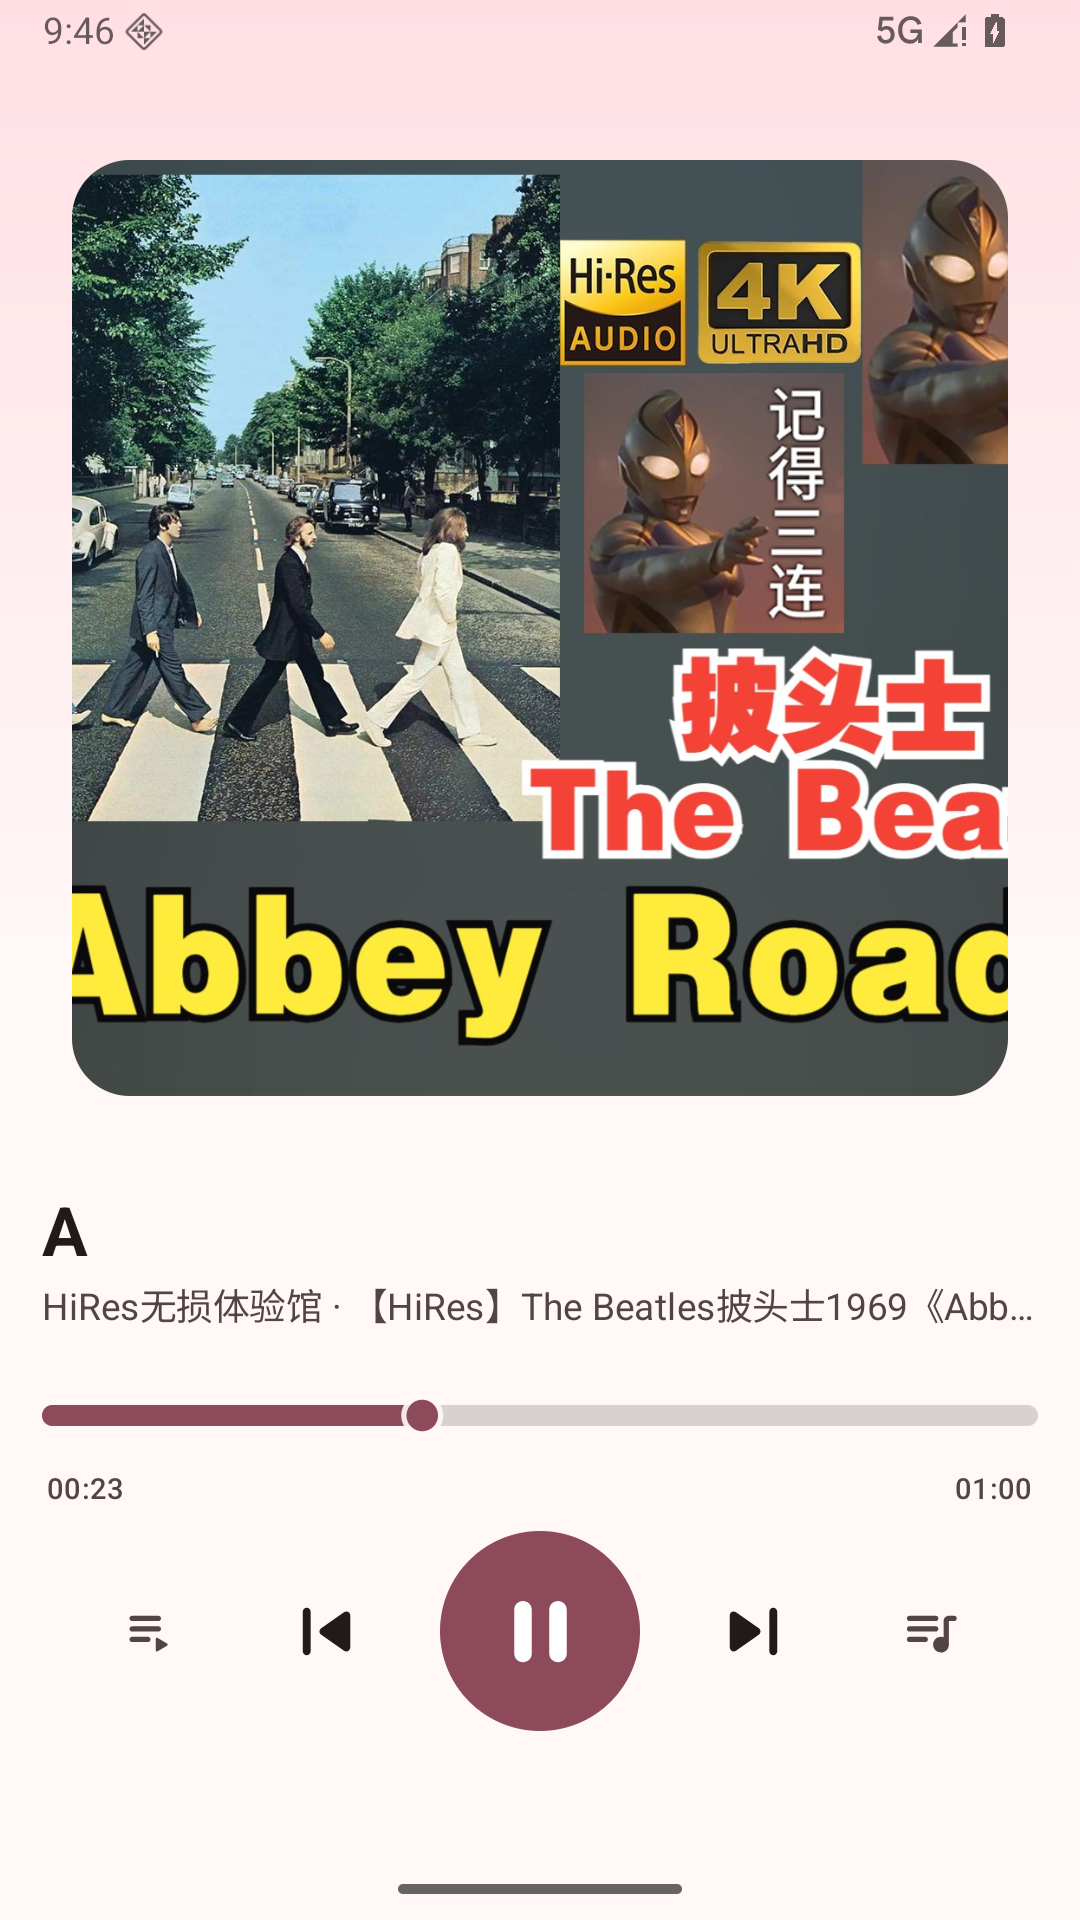 9:46
5G
Hi-Res
AUDIO
4K
ULTRAHD
记得三连
披头士
The Bea
Abbey Road
A
HiRes无损体验馆 · 【HiRes】The Beatles披头士1969《Abb...
00:23
01:00